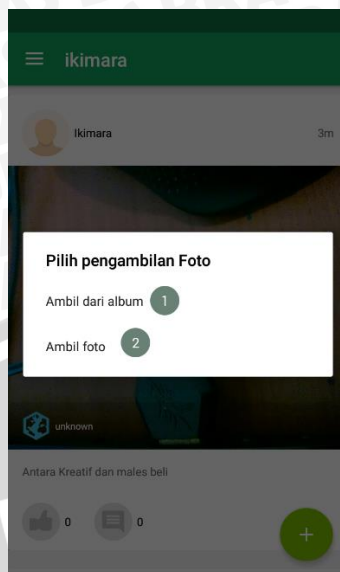 ikimara
Ikimara 3m
Pilih pengambilan Foto
Ambil dari album 1
Ambil foto 2
unknown
Antara Kreatif dan males beli
0 0